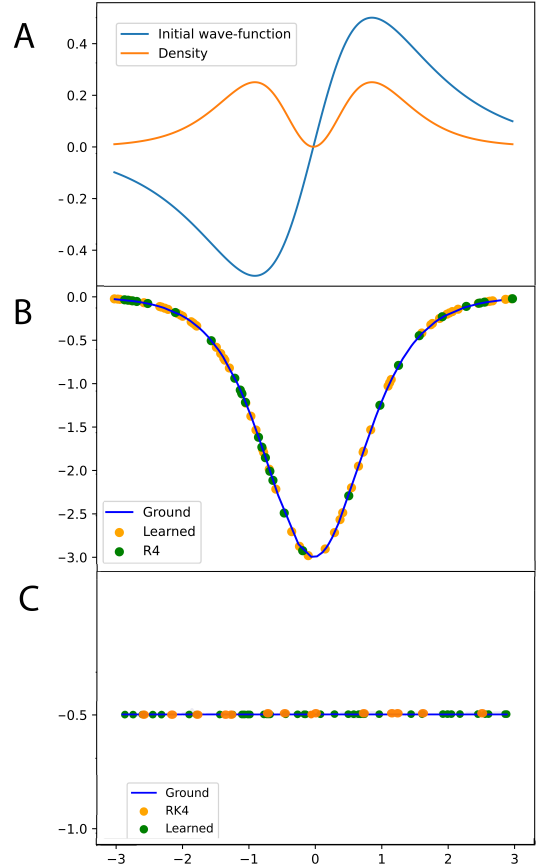 A
Initial wave-function
Density
0.4
0.2
0.0
-0.2
-0.4
B
0.0
-0.5
-1.0
-1.5
-2.0
-2.5
-3.0
Ground
Learned
R4
C
-0.5
-1.0
Ground
RK4
Learned
−3 −2 −1 0 1 2 3